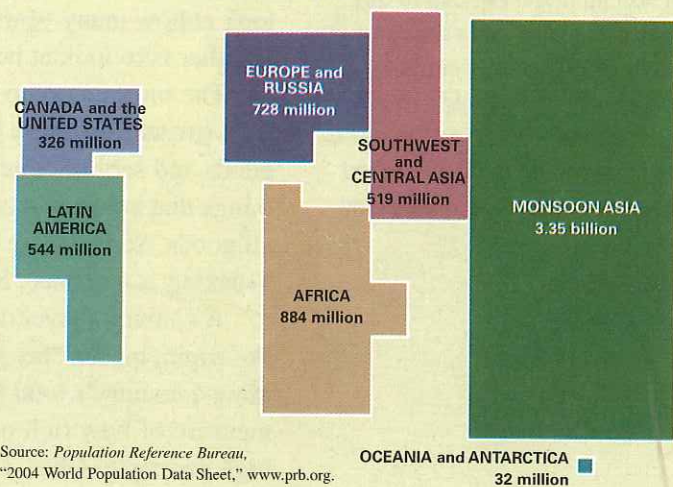 EUROPE and
RUSSIA
728 million
CANADA and the
UNITED STATES
326 million
SOUTHWEST
and
CENTRAL ASIA
519 million
MONSOON ASIA
3.35 billion
LATIN
AMERICA
544 million
AFRICA
884 million
Source: Population Reference Bureau,
"2004 World Population Data Sheet," www.prb.org.
OCEANIA and ANTARCTICA
32 million